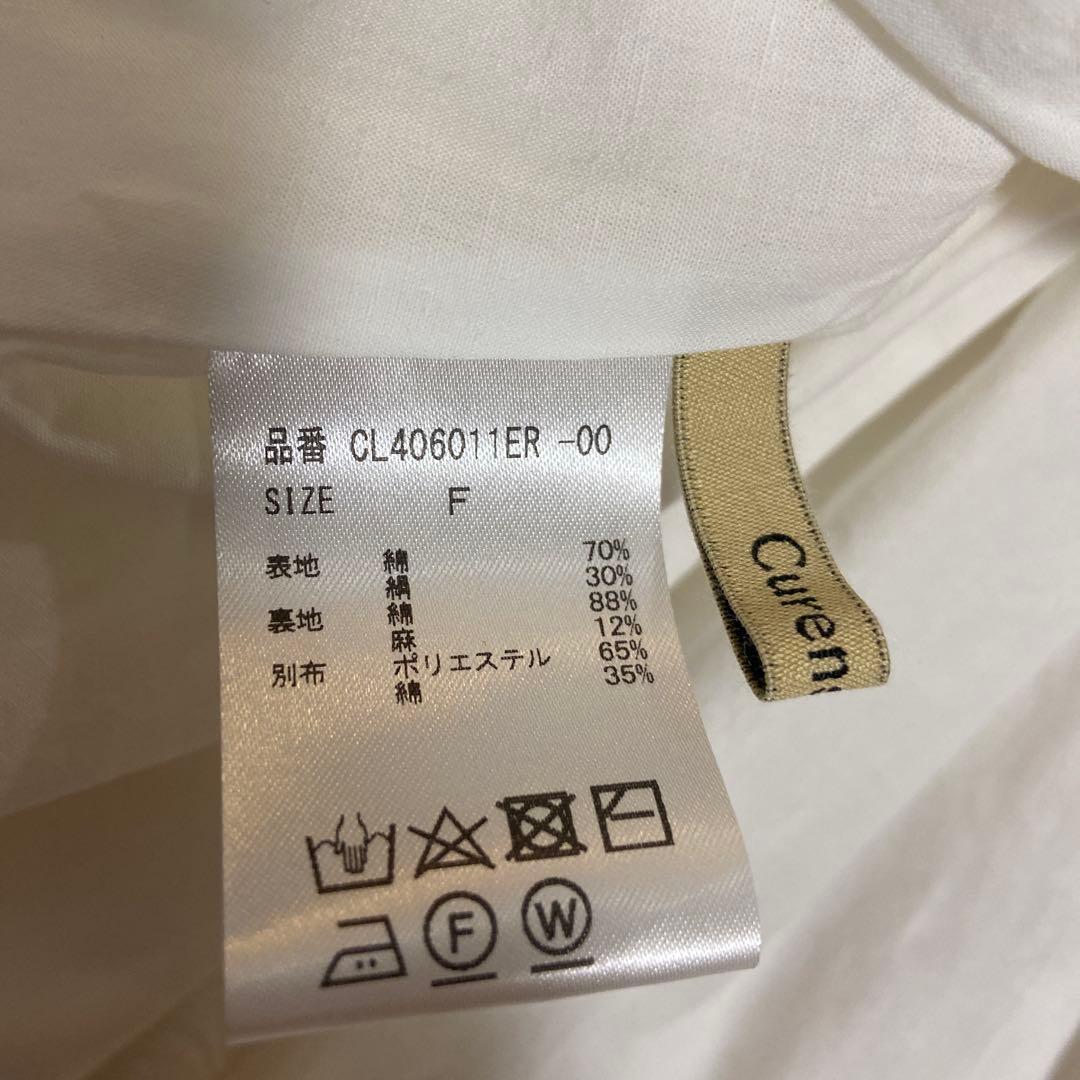 品番 CL406011ER -00
SIZE F
表地 綿 70%
絹 30%
裏地 綿 88%
麻 12%
別布 ポリエステル 65%
綿 35%
F W
Curen